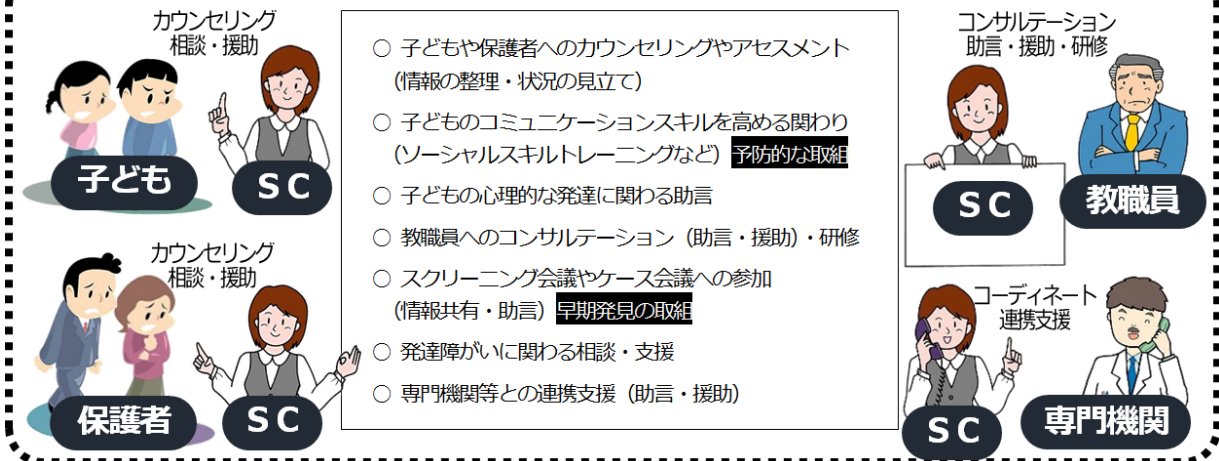 カウンセリング
相談・援助
子ども
ＳＣ
カウンセリング
相談・援助
保護者
ＳＣ
○ 子どもや保護者へのカウンセリングやアセスメント
（情報の整理・状況の見立て）
○ 子どものコミュニケーションスキルを高める関わり
（ソーシャルスキルトレーニングなど）予防的な取組
○ 子どもの心理的な発達に関わる助言
○ 教職員へのコンサルテーション（助言・援助）・研修
○ スクリーニング会議やケース会議への参加
（情報共有・助言）早期発見の取組
○ 発達障がいに関わる相談・支援
○ 専門機関等との連携支援（助言・援助）
コンサルテーション
助言・援助・研修
ＳＣ
教職員
コーディネート
連携支援
ＳＣ
専門機関